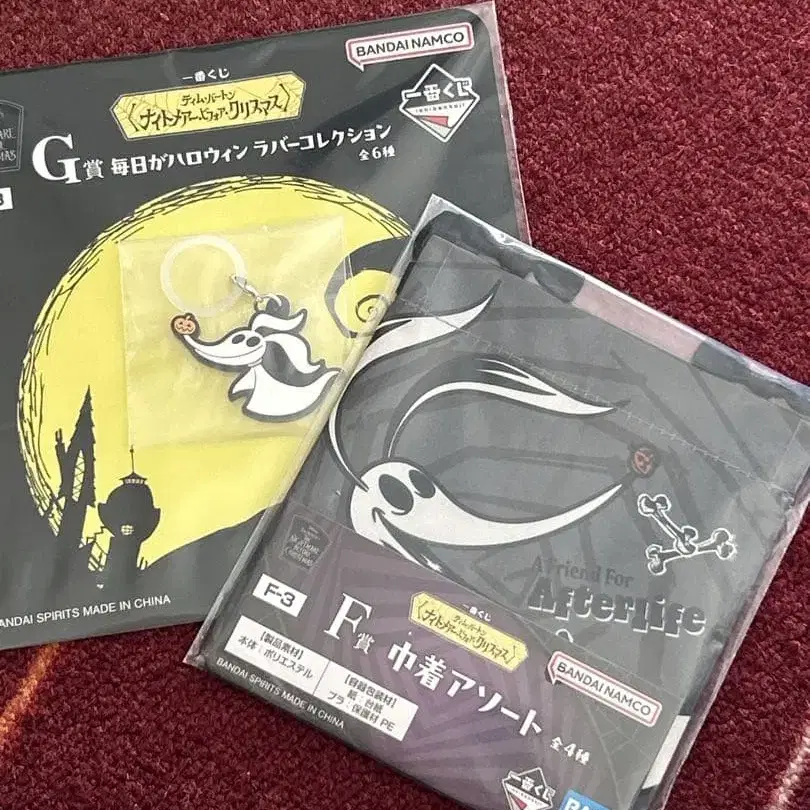 BANDAI NAMCO
一番くじ
ティム・バートン
ナイトメアー・ビフォア・クリスマス
一番くじ
G賞 毎日がハロウィン ラバーコレクション
全6種
BANDAI SPIRITS MADE IN CHINA
A Friend For
Afterlife
NIGHTMARE
BEFORE
CHRISTMAS
F-3
F賞 巾着アソート 全4種
一番くじ
ティム・バートン
ナイトメアー・ビフォア・クリスマス
BANDAI NAMCO
【製品素材】
本体：ポリエステル
【容器包装材】
紙：台紙
プラ：保護材 PE
BANDAI SPIRITS MADE IN CHINA
一番くじ